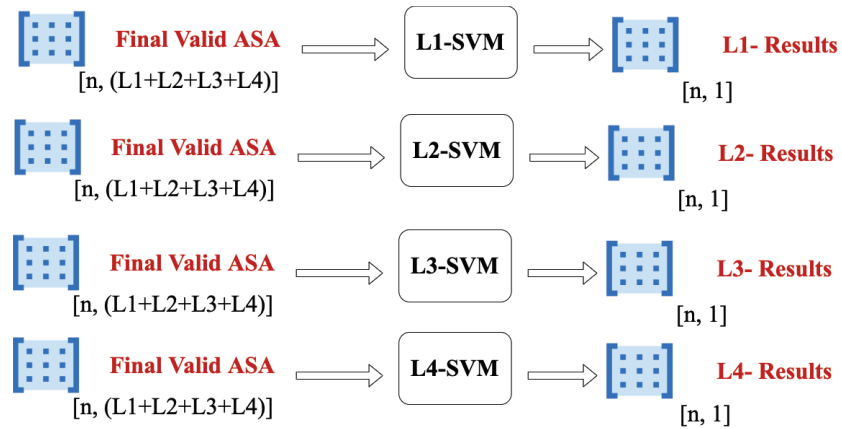 Final Valid ASA
L1-SVM
L1- Results
[n, (L1+L2+L3+L4)]
[n, 1]
Final Valid ASA
L2-SVM
L2- Results
[n, (L1+L2+L3+L4)]
[n, 1]
Final Valid ASA
L3-SVM
L3- Results
[n, (L1+L2+L3+L4)]
[n, 1]
Final Valid ASA
L4-SVM
L4- Results
[n, (L1+L2+L3+L4)]
[n, 1]